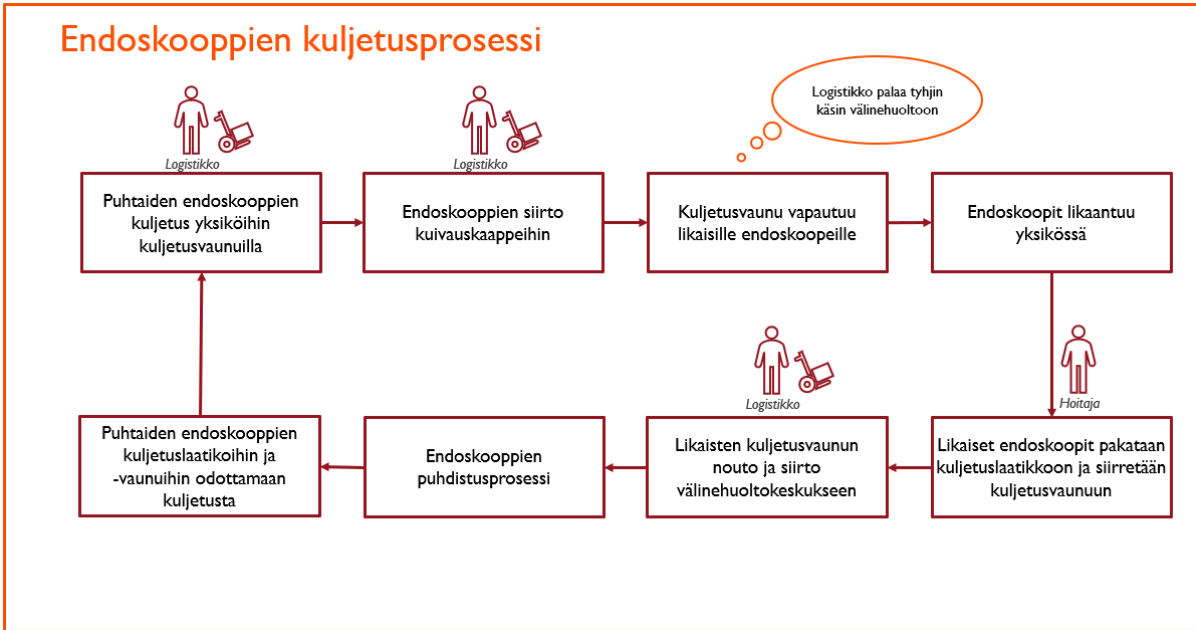 Endoskooppien kuljetusprosessi
Logistikko palaa tyhjin
käsin välinehuoltoon
Logistikko
Logistikko
Puhtaiden endoskooppien
kuljetus yksiköihin
kuljetusvaunuilla
Endoskooppien siirto
kuivauskaappeihin
Kuljetusvaunu vapautuu
likaisille endoskoopeille
Endoskoopit likaantuu
yksikössä
Hoitaja
Logistikko
Likaiset endoskoopit pakataan
kuljetuslaatikkoon ja siirretään
kuljetusvaunuun
Likaisten kuljetusvaunun
nouto ja siirto
välinehuoltokeskukseen
Endoskooppien
puhdistusprosessi
Puhtaiden endoskooppien
kuljetuslaatikoihin ja
-vaunuihin odottamaan
kuljetusta